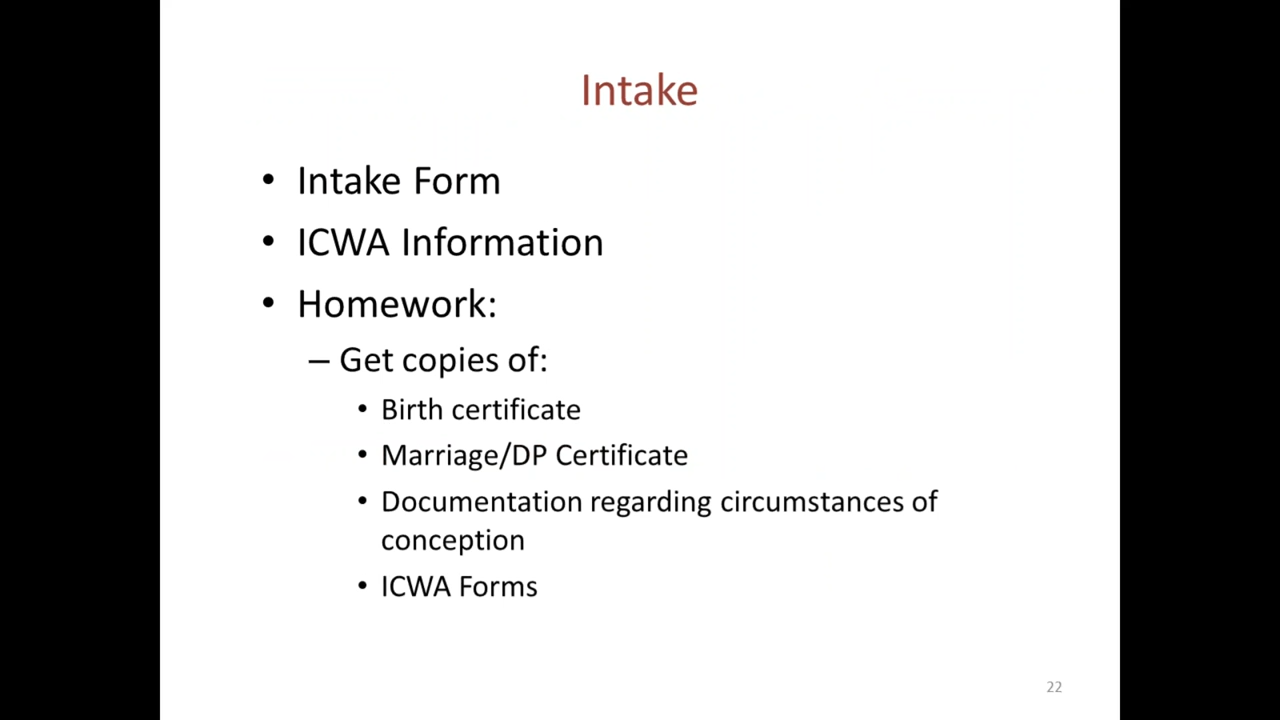 Intake
• Intake Form
• ICWA Information
• Homework:
– Get copies of:
• Birth certificate
• Marriage/DP Certificate
• Documentation regarding circumstances of
conception
• ICWA Forms
22